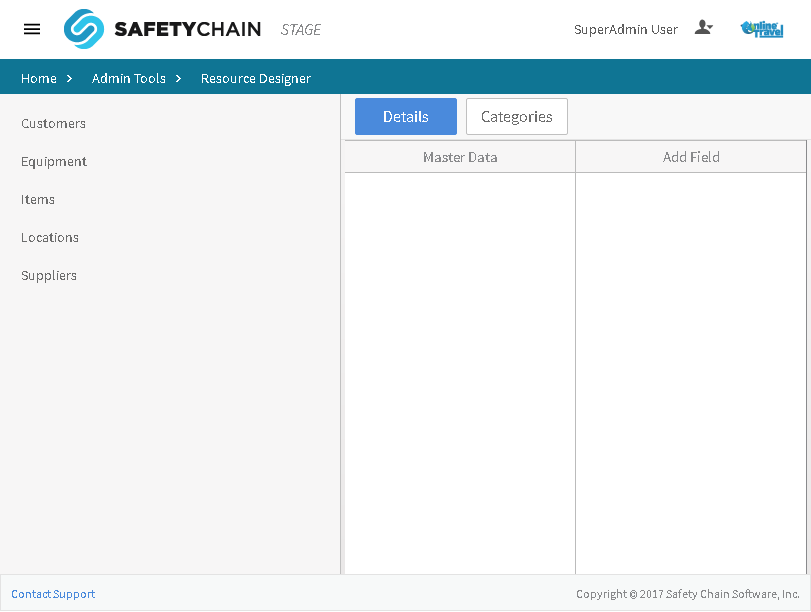 SAFETYCHAIN STAGE
SuperAdmin User
Online Travel
Home > Admin Tools > Resource Designer
Customers
Equipment
Items
Locations
Suppliers
Details Categories
Master Data Add Field
Contact Support
Copyright © 2017 Safety Chain Software, Inc.